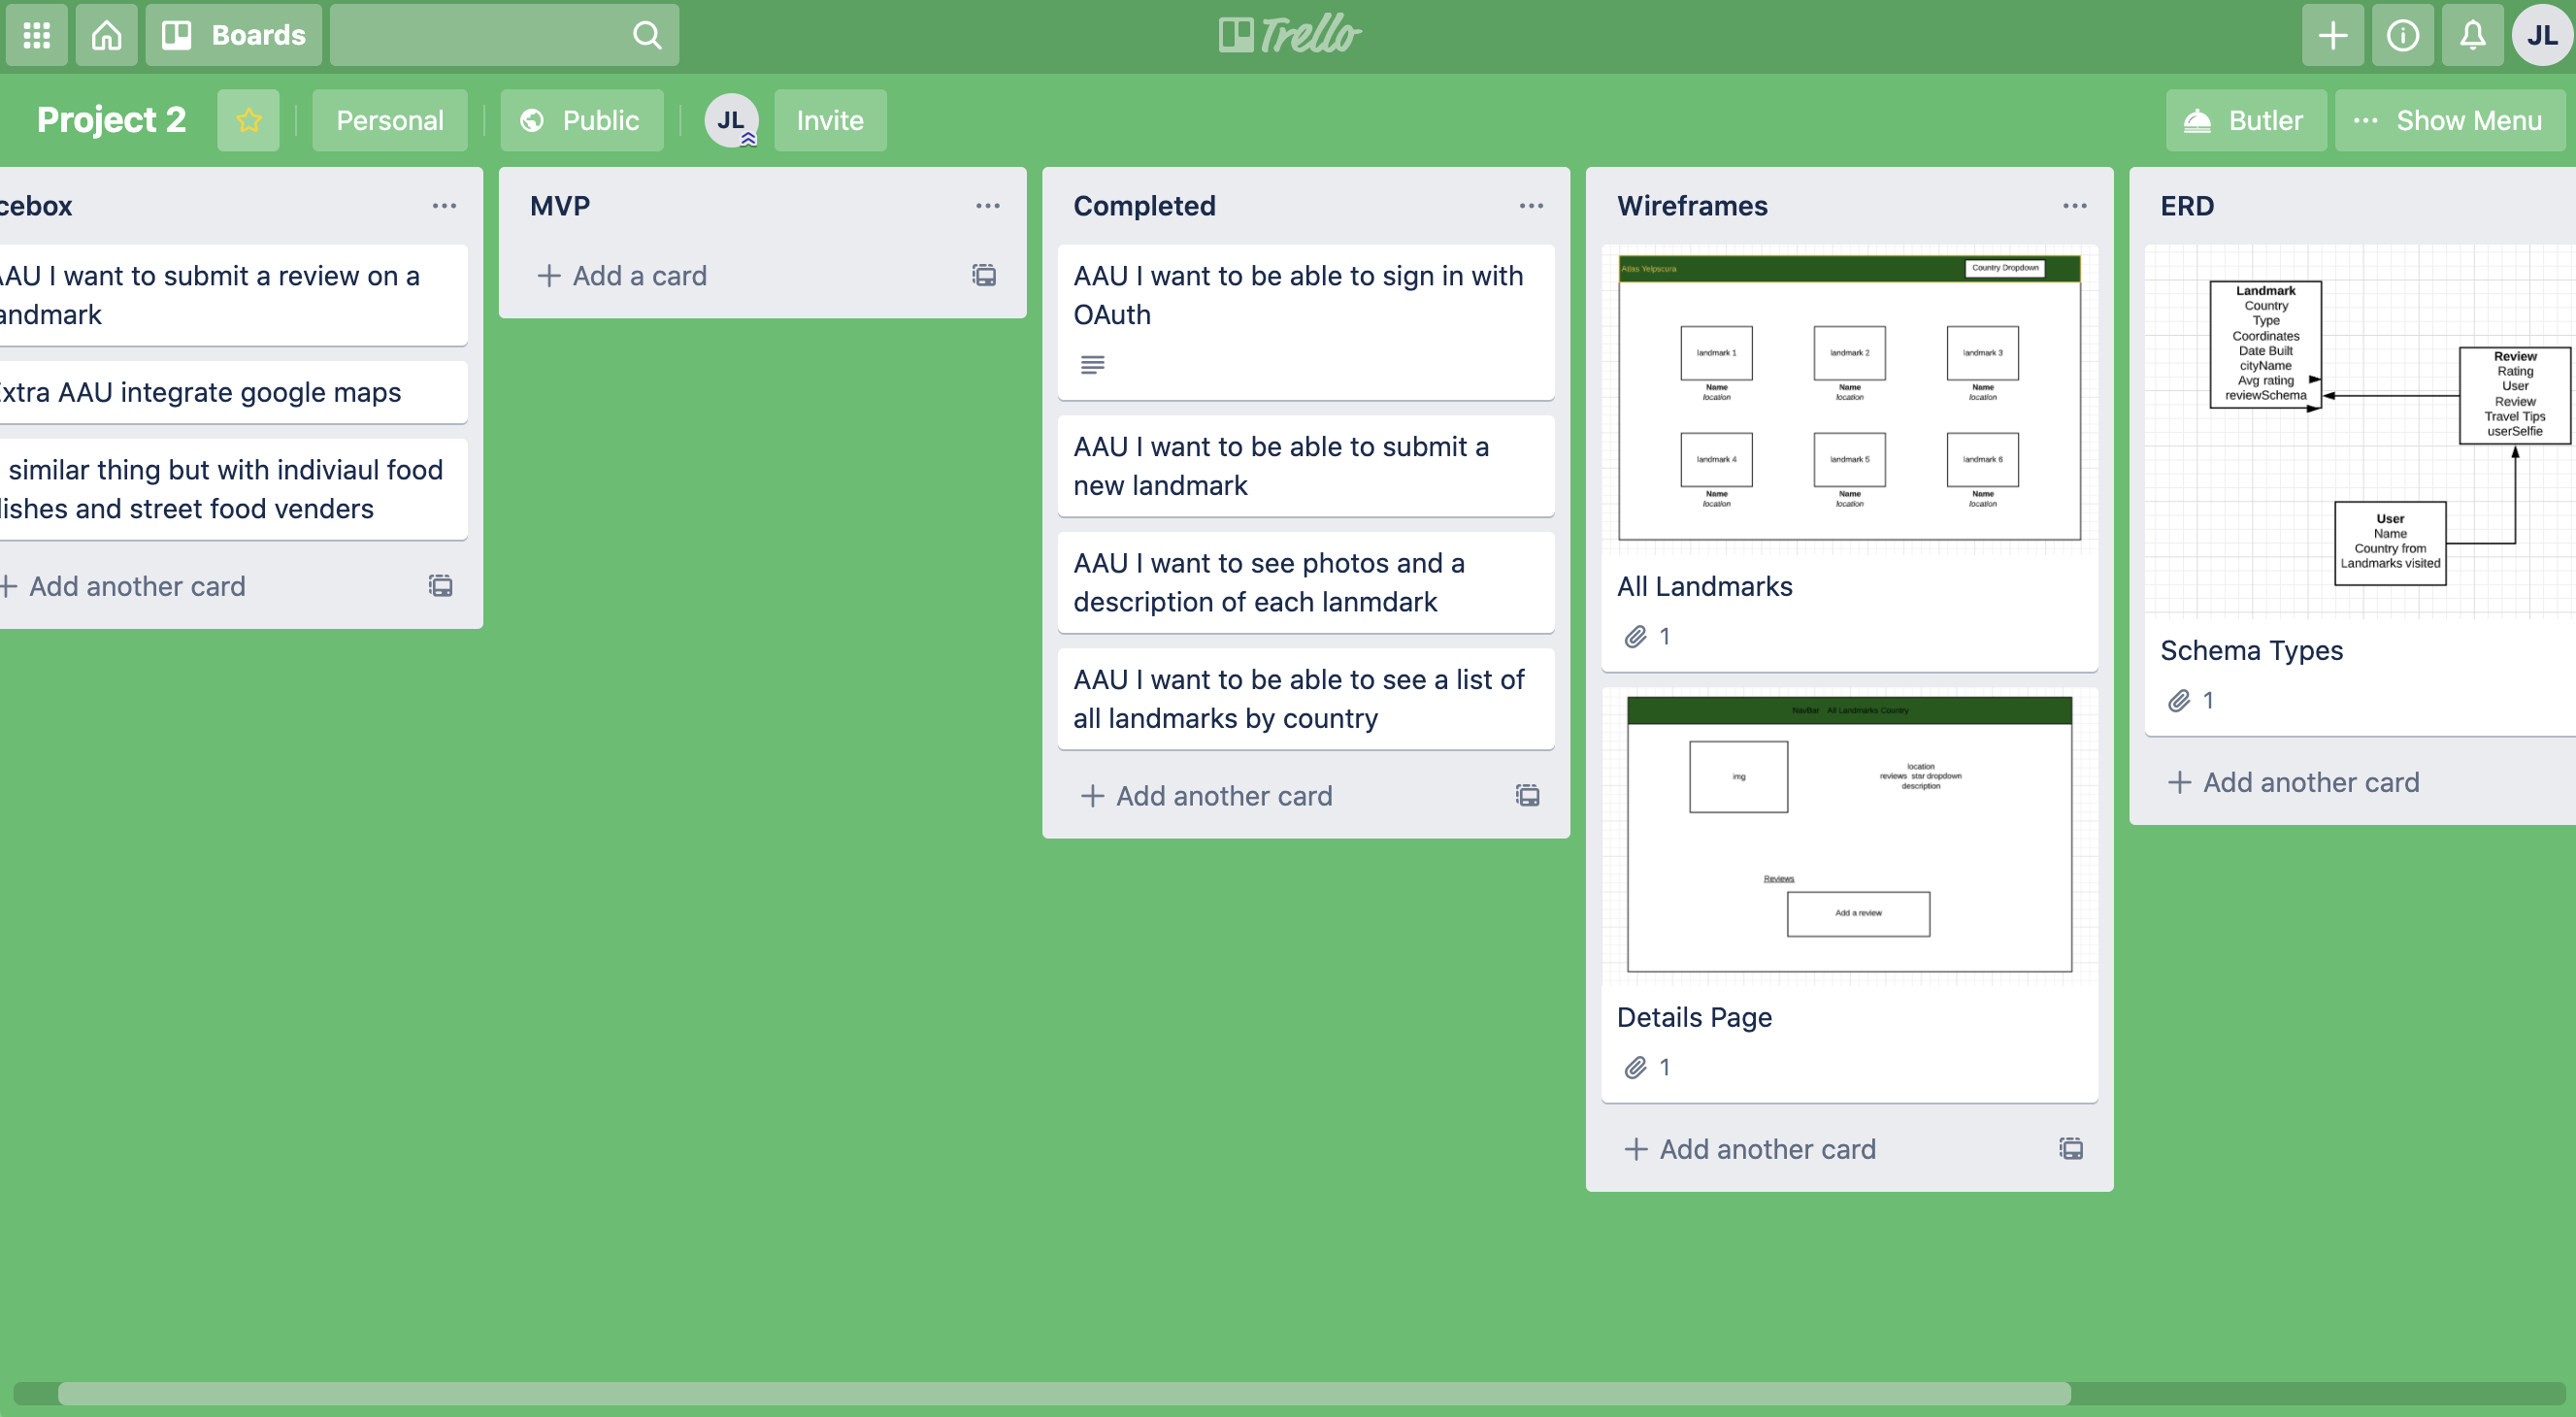 Boards
Trello
JL
Project 2
Personal
Public
JL
Invite
Butler
Show Menu
cebox
AAU I want to submit a review on a
andmark
Extra AAU integrate google maps
similar thing but with indiviaul food
lishes and street food venders
Add another card
MVP
Add a card
Completed
AAU I want to be able to sign in with
OAuth
AAU I want to be able to submit a
new landmark
AAU I want to see photos and a
description of each lanmdark
AAU I want to be able to see a list of
all landmarks by country
Add another card
Wireframes
Atlas Yelpscura
Country Dropdown
landmark 1
landmark 2
landmark 3
Name
location
Name
location
Name
location
landmark 4
landmark 5
landmark 6
Name
location
Name
location
Name
location
All Landmarks
1
NavBar All Landmarks Country
img
location
reviews star dropdown
description
Reviews
Add a review
Details Page
1
Add another card
ERD
Landmark
Country
Type
Coordinates
Date Built
cityName
Avg rating
reviewSchema
Review
Rating
User
Review
Travel Tips
userSelfie
User
Name
Country from
Landmarks visited
Schema Types
1
Add another card